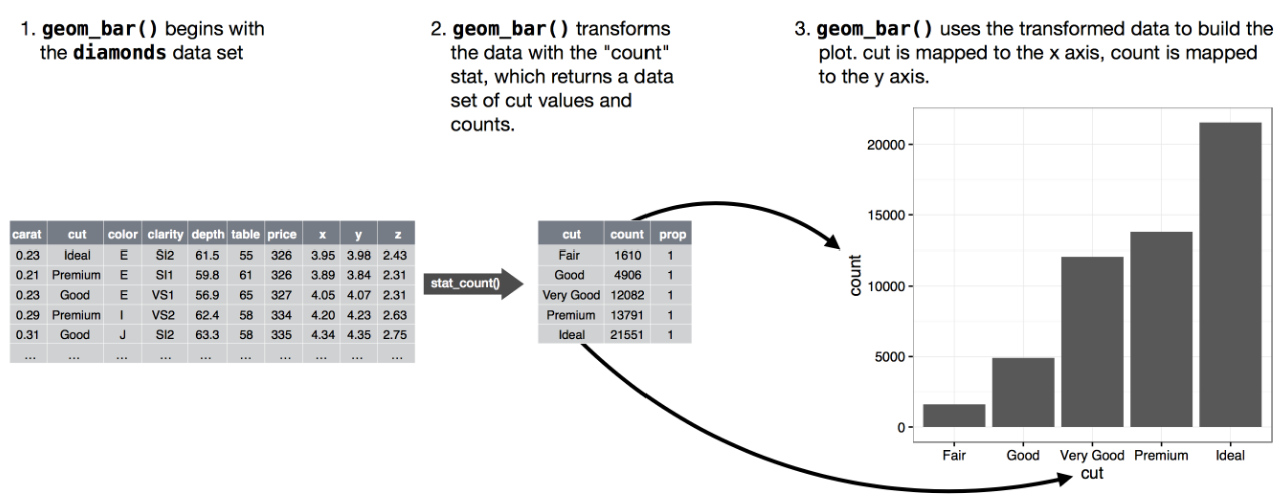 1. geom_bar() begins with
the diamonds data set
2. geom_bar() transforms
the data with the "count"
stat, which returns a data
set of cut values and
counts.
3. geom_bar() uses the transformed data to build the
plot. cut is mapped to the x axis, count is mapped
to the y axis.
carat cut color clarity depth table price x y z
0.23 Ideal E SI2 61.5 55 326 3.95 3.98 2.43
0.21 Premium E SI1 59.8 61 326 3.89 3.84 2.31
0.23 Good E VS1 56.9 65 327 4.05 4.07 2.31
0.29 Premium I VS2 62.4 58 334 4.20 4.23 2.63
0.31 Good J SI2 63.3 58 335 4.34 4.35 2.75
... ... ... ... ... ... ... ... ... ...
stat_count()
cut count prop
Fair 1610 1
Good 4906 1
Very Good 12082 1
Premium 13791 1
Ideal 21551 1
count
20000
15000
10000
5000
0
Fair Good Very Good Premium Ideal
cut